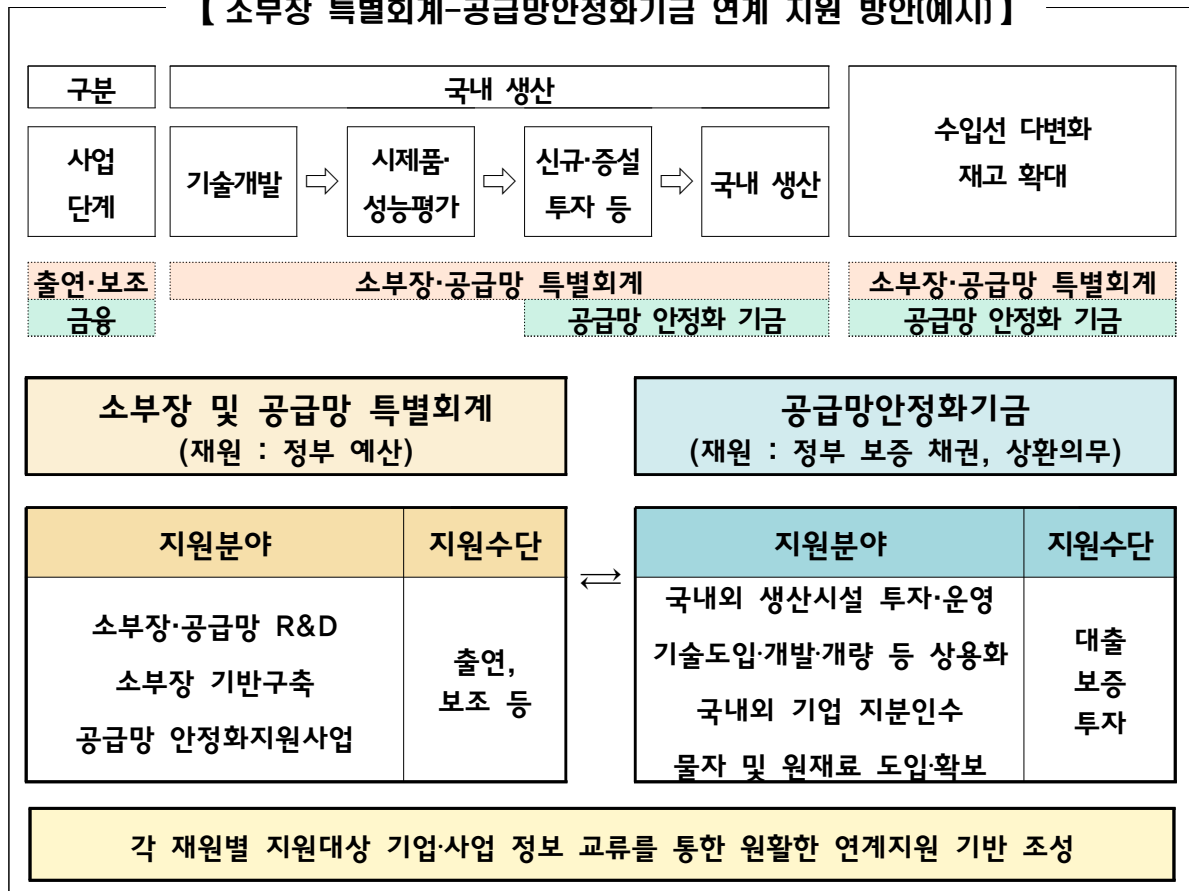 【 소부장 특별회계-공급망안정화기금 연계 지원 방안(예시) 】
구분
국내 생산
수입선 다변화
재고 확대
사업
단계
기술개발
시제품·
성능평가
신규·증설
투자 등
국내 생산
출연·보조
소부장·공급망 특별회계
소부장·공급망 특별회계
금융
공급망 안정화 기금
공급망 안정화 기금
소부장 및 공급망 특별회계
(재원 : 정부 예산)
공급망안정화기금
(재원 : 정부 보증 채권, 상환의무)
지원분야
지원수단
소부장·공급망 R&D
소부장 기반구축
공급망 안정화지원사업
출연,
보조 등
지원분야
지원수단
국내외 생산시설 투자·운영
기술도입·개발·개량 등 상용화
국내외 기업 지분인수
물자 및 원재료 도입·확보
대출
보증
투자
각 재원별 지원대상 기업·사업 정보 교류를 통한 원활한 연계지원 기반 조성